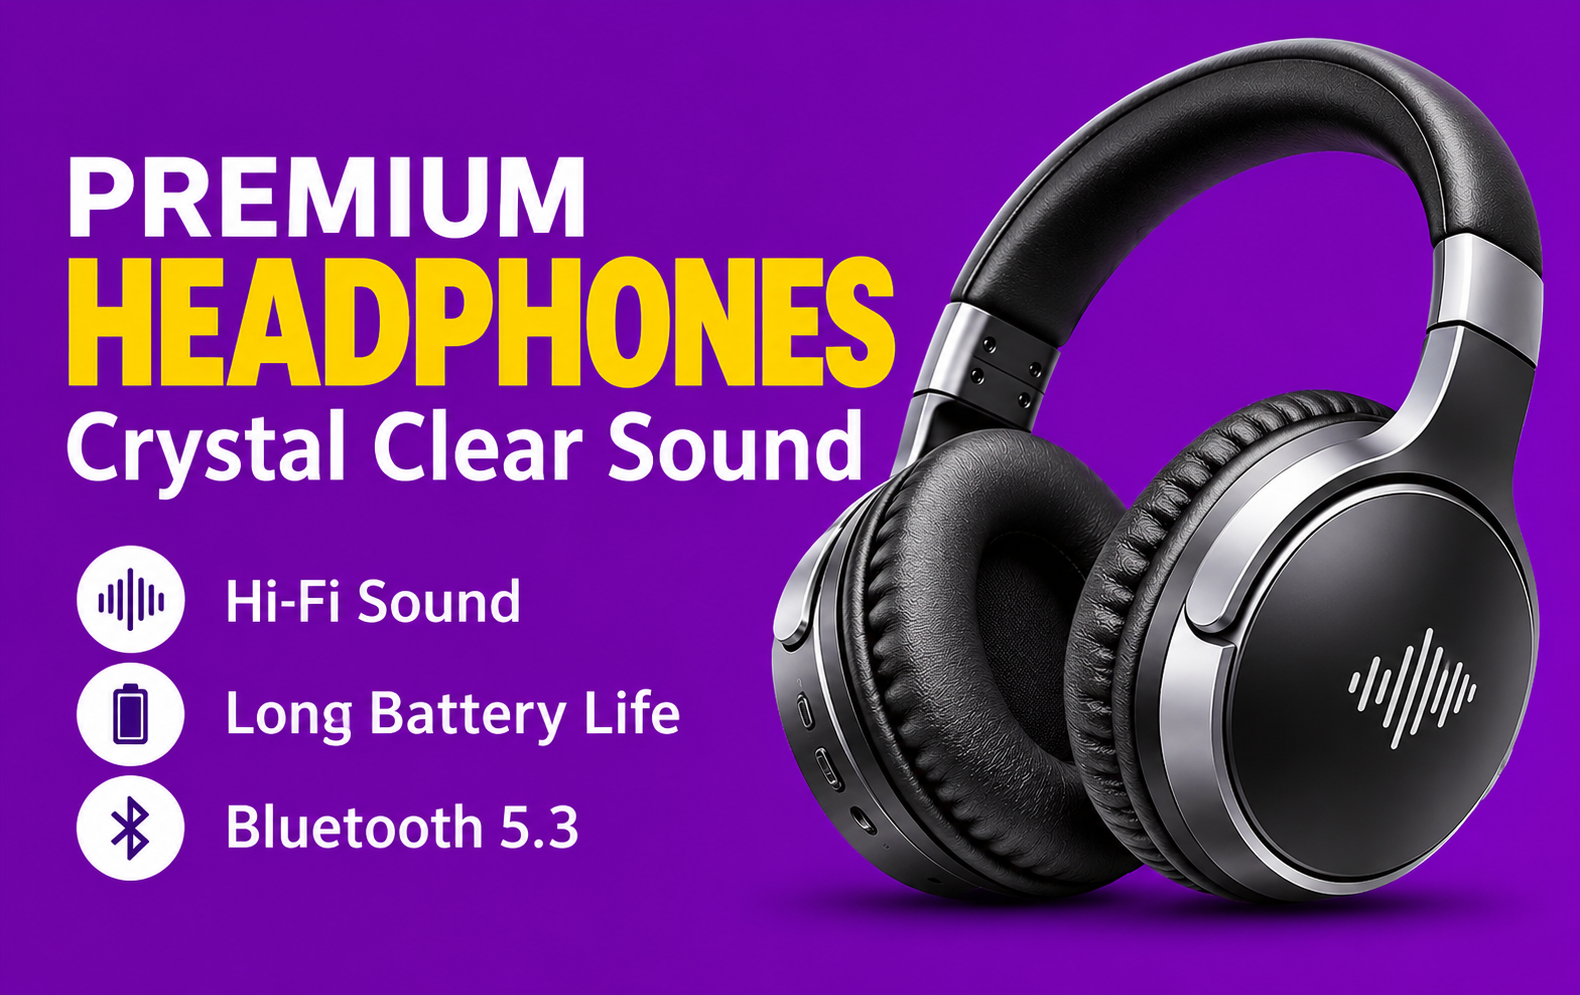 PREMIUM
HEADPHONES
Crystal Clear Sound
Hi-Fi Sound
Long Battery Life
Bluetooth 5.3